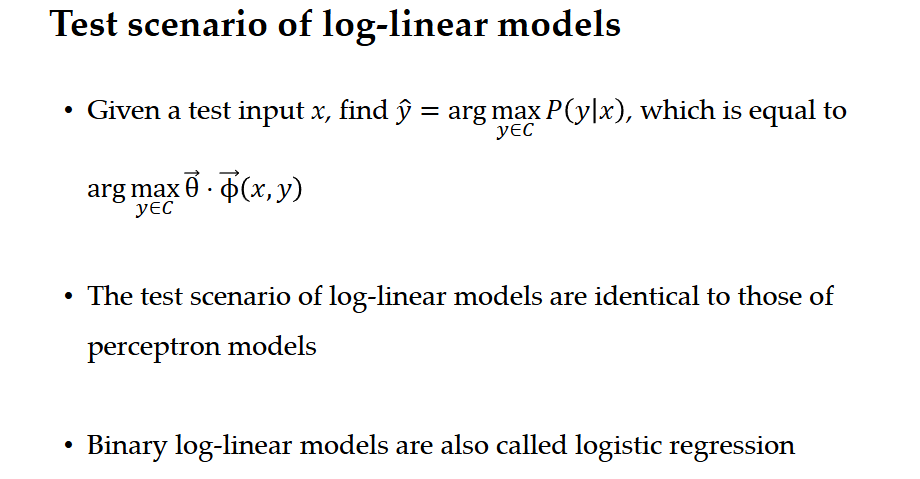 Test scenario of log-linear models
• Given a test input x, find ŷ = arg max P(y|x), which is equal to
y∈C
arg max θ⃗ · ϕ⃗(x, y)
y∈C
• The test scenario of log-linear models are identical to those of
perceptron models
• Binary log-linear models are also called logistic regression